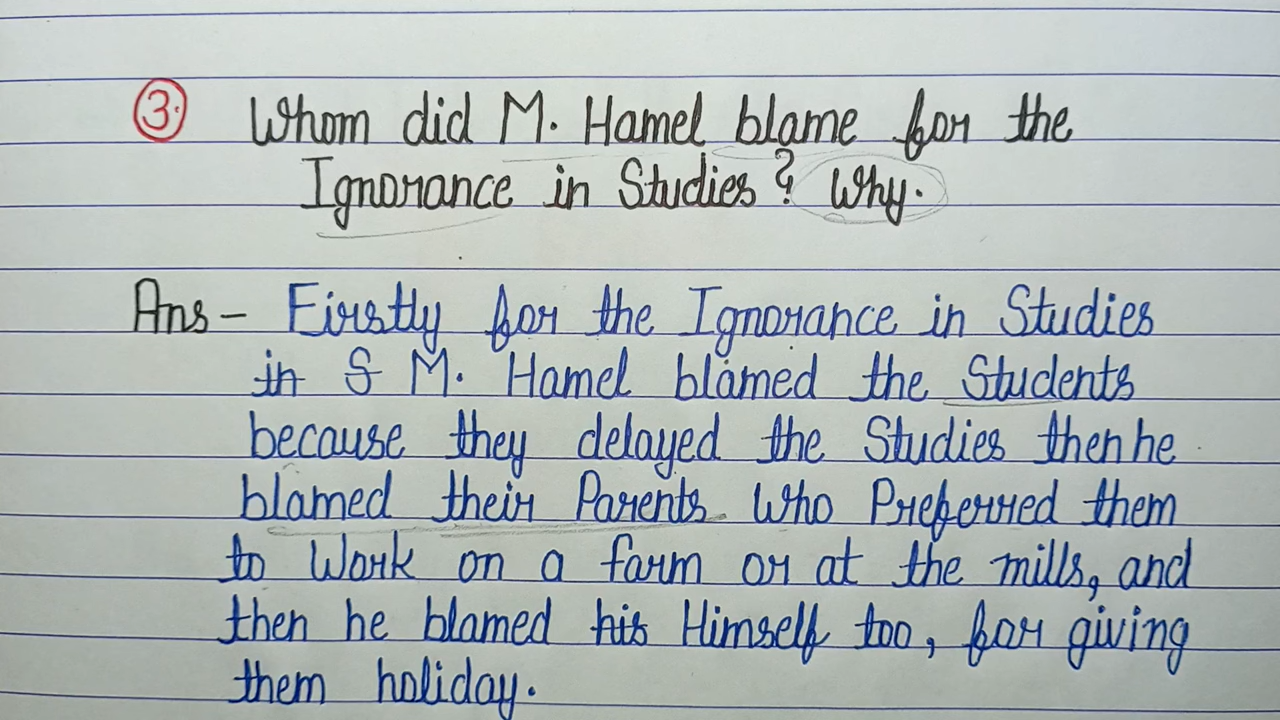 3. Whom did M. Hamel blame for the
Ignorance in Studies? Why.
Ans - Firstly for the Ignorance in Studies
in S M. Hamel blamed the Students
because they delayed the Studies then he
blamed their Parents Who Preferred them
to Work on a farm or at the mills, and
then he blamed his Himself too, for giving
them holiday.